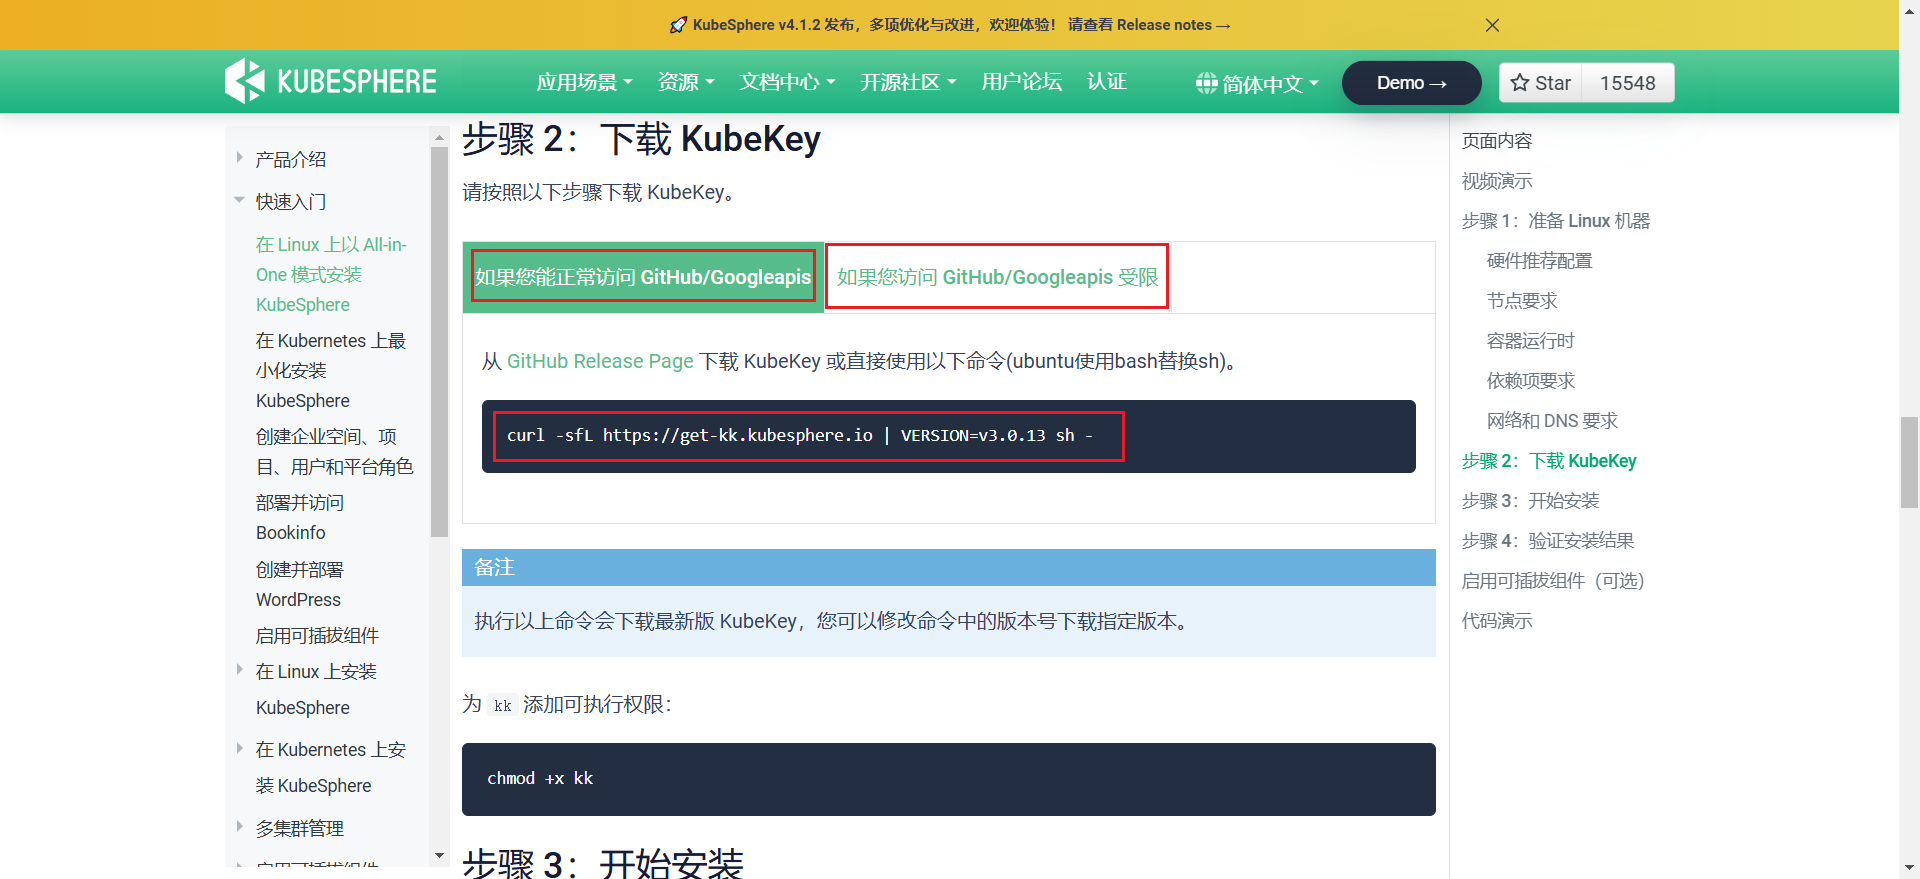 🚀 KubeSphere v4.1.2 发布，多项优化与改进，欢迎体验！ 请查看 Release notes →
KUBESPHERE
应用场景 资源 文档中心 开源社区 用户论坛 认证
简体中文
Demo →
Star 15548
产品介绍
快速入门
在 Linux 上以 All-in-
One 模式安装
KubeSphere
在 Kubernetes 上最
小化安装
KubeSphere
创建企业空间、项
目、用户和平台角色
部署并访问
Bookinfo
创建并部署
WordPress
启用可插拔组件
在 Linux 上安装
KubeSphere
在 Kubernetes 上安
装 KubeSphere
多集群管理
启用可插拔组件
步骤 2：下载 KubeKey
请按照以下步骤下载 KubeKey。
如果您能正常访问 GitHub/Googleapis
如果您访问 GitHub/Googleapis 受限
从 GitHub Release Page 下载 KubeKey 或直接使用以下命令(ubuntu使用bash替换sh)。
curl -sfL https://get-kk.kubesphere.io | VERSION=v3.0.13 sh -
备注
执行以上命令会下载最新版 KubeKey，您可以修改命令中的版本号下载指定版本。
为 kk 添加可执行权限：
chmod +x kk
步骤 3：开始安装
页面内容
视频演示
步骤 1：准备 Linux 机器
硬件推荐配置
节点要求
容器运行时
依赖项要求
网络和 DNS 要求
步骤 2：下载 KubeKey
步骤 3：开始安装
步骤 4：验证安装结果
启用可插拔组件（可选）
代码演示